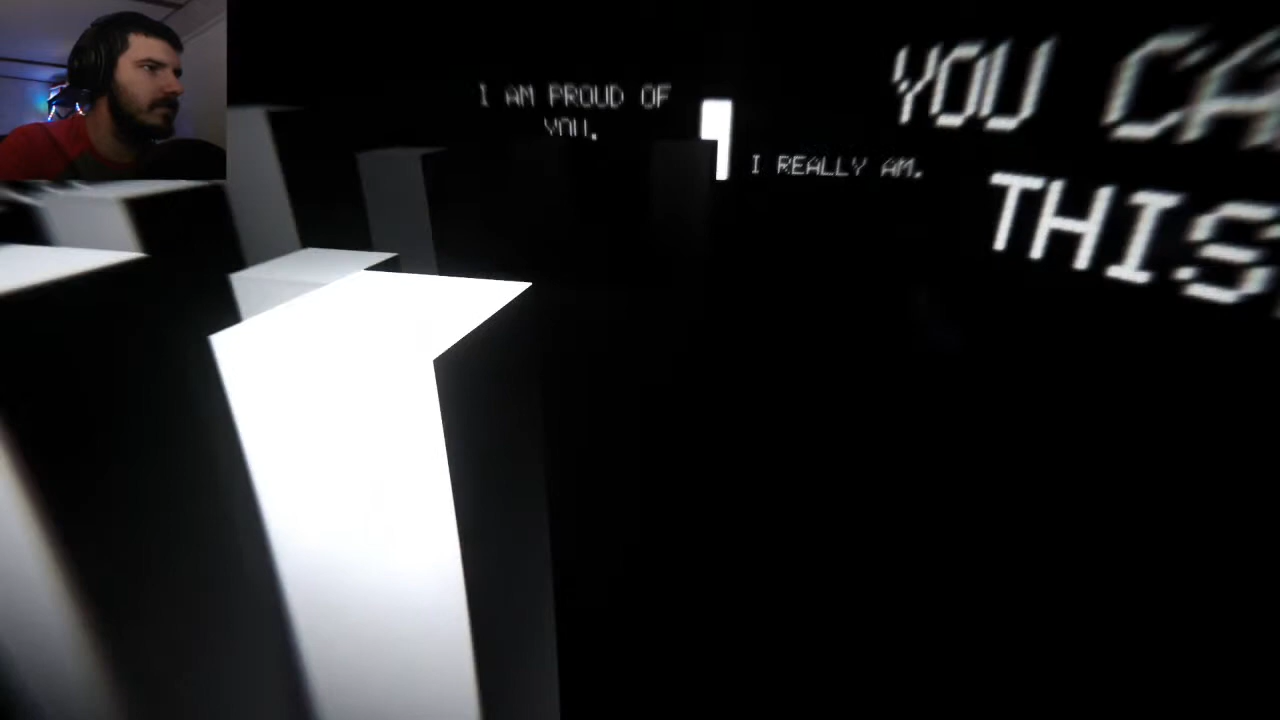 I AM PROUD OF
YOU.
I REALLY AM.
YOU CA
THIS